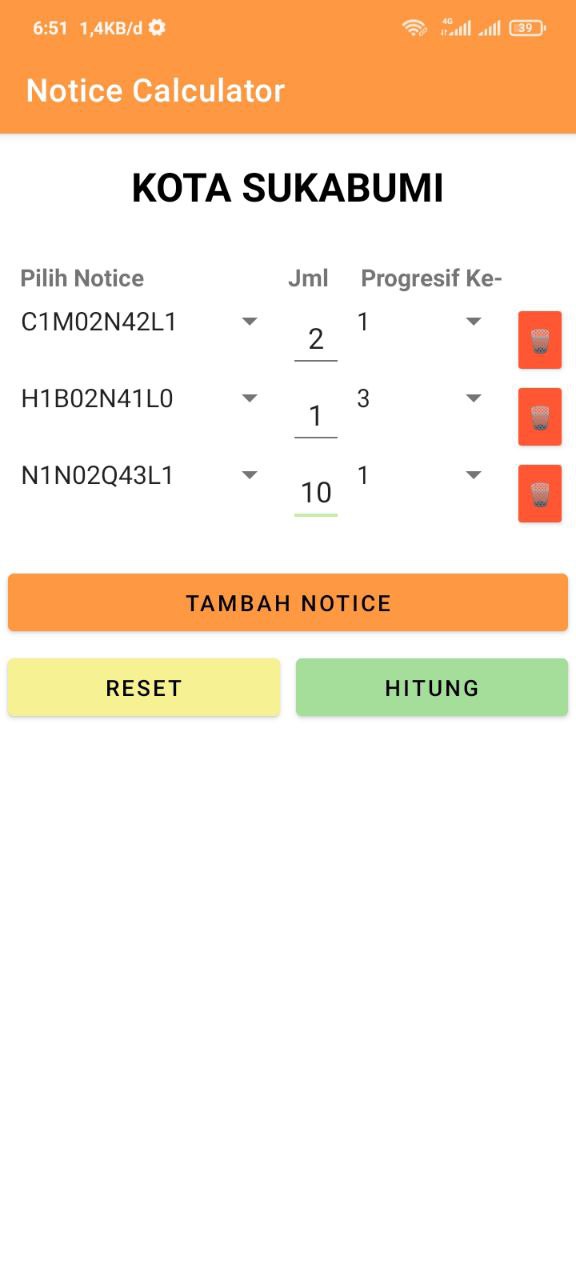 6:51 1,4KB/d 4G 39
Notice Calculator
KOTA SUKABUMI
Pilih Notice Jml Progresif Ke-
C1M02N42L1 2 1
H1B02N41L0 1 3
N1N02Q43L1 10 1
TAMBAH NOTICE
RESET HITUNG